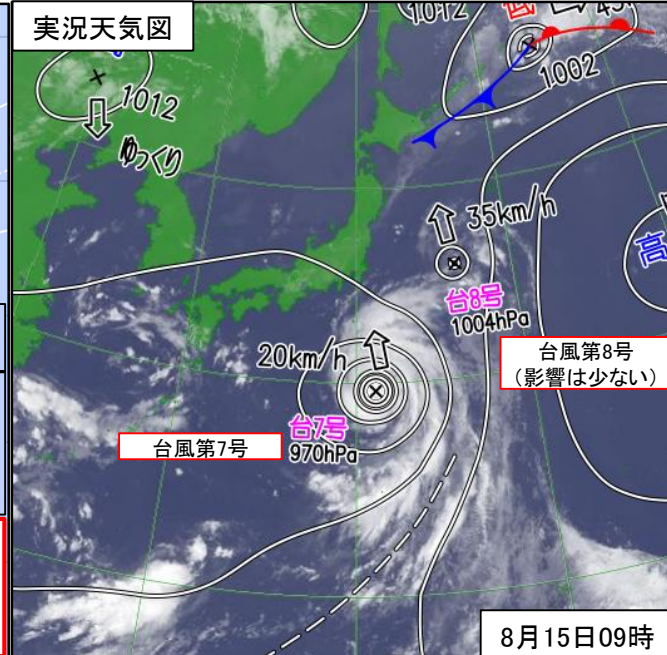 実況天気図
1012
1012
ゆっくり
1002
35km/h
台8号
1004hPa
高
台風第8号
（影響は少ない）
20km/h
台7号
970hPa
台風第7号
8月15日09時